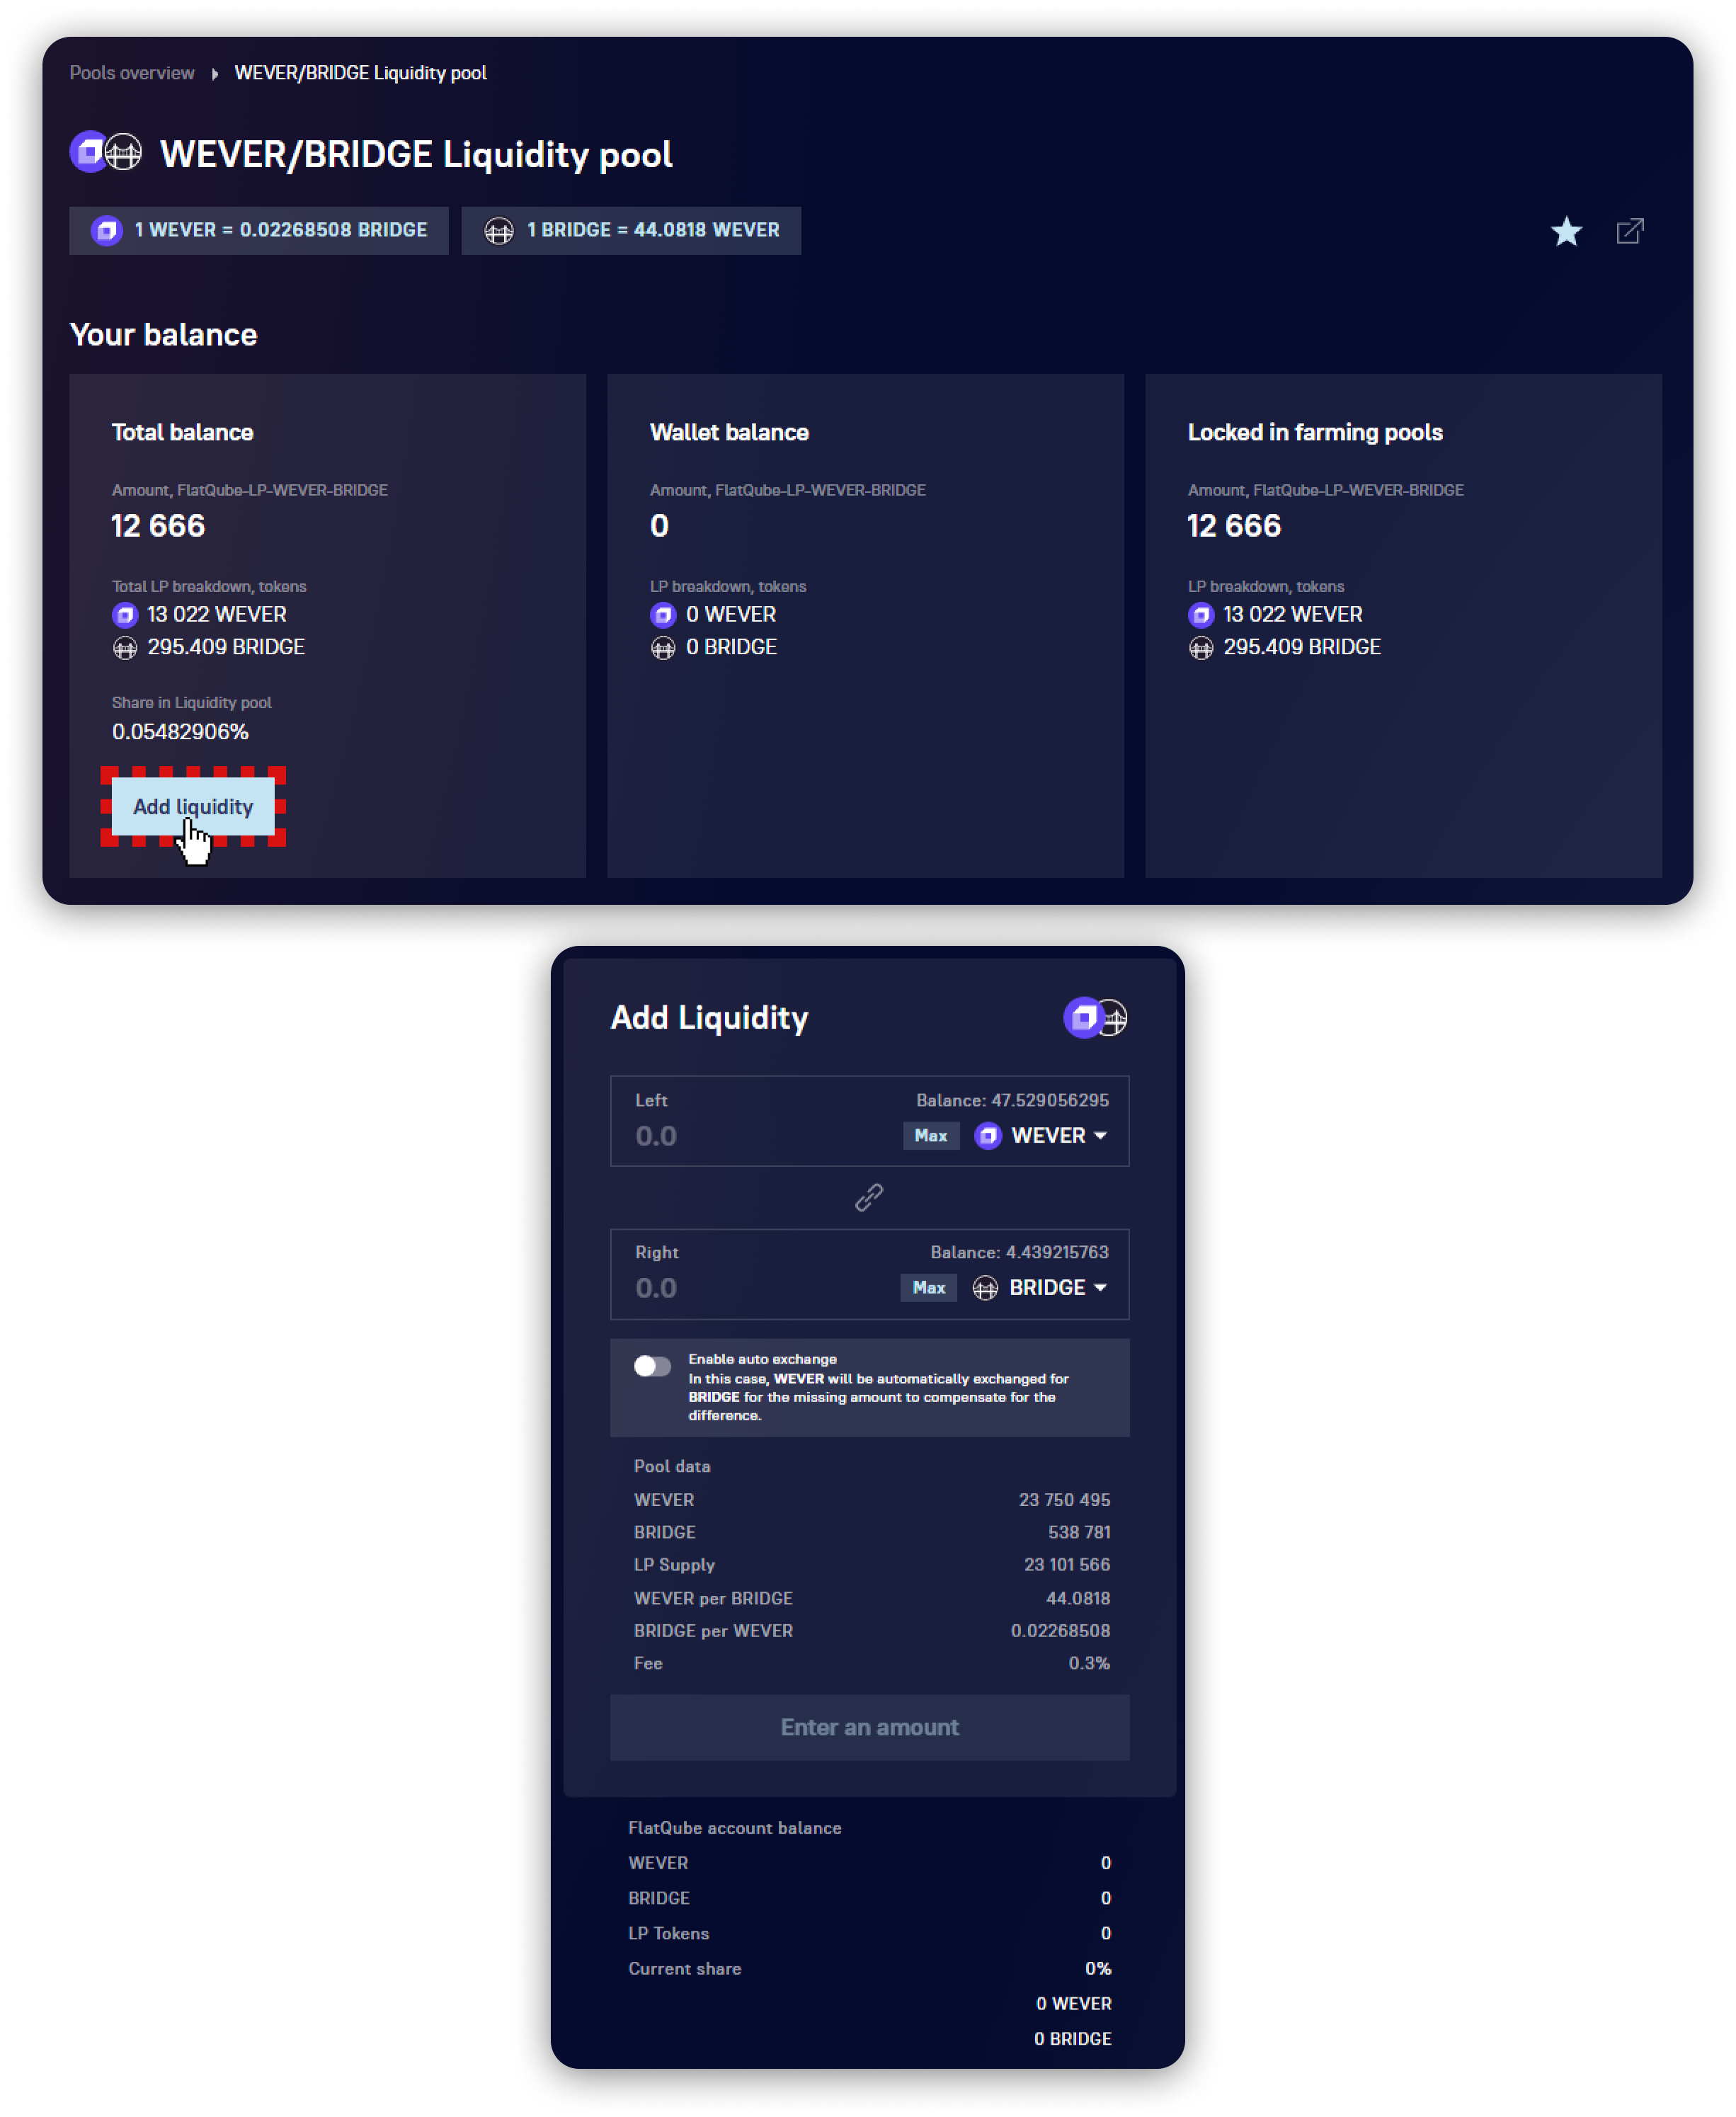 Pools overview WEVER/BRIDGE Liquidity pool
WEVER/BRIDGE Liquidity pool
1 WEVER = 0.02268508 BRIDGE 1 BRIDGE = 44.0818 WEVER
Your balance
Total balance
Amount, FlatQube-LP-WEVER-BRIDGE
12 666
Total LP breakdown, tokens
13 022 WEVER
295.409 BRIDGE
Share in Liquidity pool
0.05482906%
Add liquidity
Wallet balance
Amount, FlatQube-LP-WEVER-BRIDGE
0
LP breakdown, tokens
0 WEVER
0 BRIDGE
Locked in farming pools
Amount, FlatQube-LP-WEVER-BRIDGE
12 666
LP breakdown, tokens
13 022 WEVER
295.409 BRIDGE
Add Liquidity
Left Balance: 47.529056295
0.0 Max WEVER
Right Balance: 4.439215763
0.0 Max BRIDGE
Enable auto exchange
In this case, WEVER will be automatically exchanged for
BRIDGE for the missing amount to compensate for the
difference.
Pool data
WEVER 23 750 495
BRIDGE 538 781
LP Supply 23 101 566
WEVER per BRIDGE 44.0818
BRIDGE per WEVER 0.02268508
Fee 0.3%
Enter an amount
FlatQube account balance
WEVER 0
BRIDGE 0
LP Tokens 0
Current share 0%
0 WEVER
0 BRIDGE